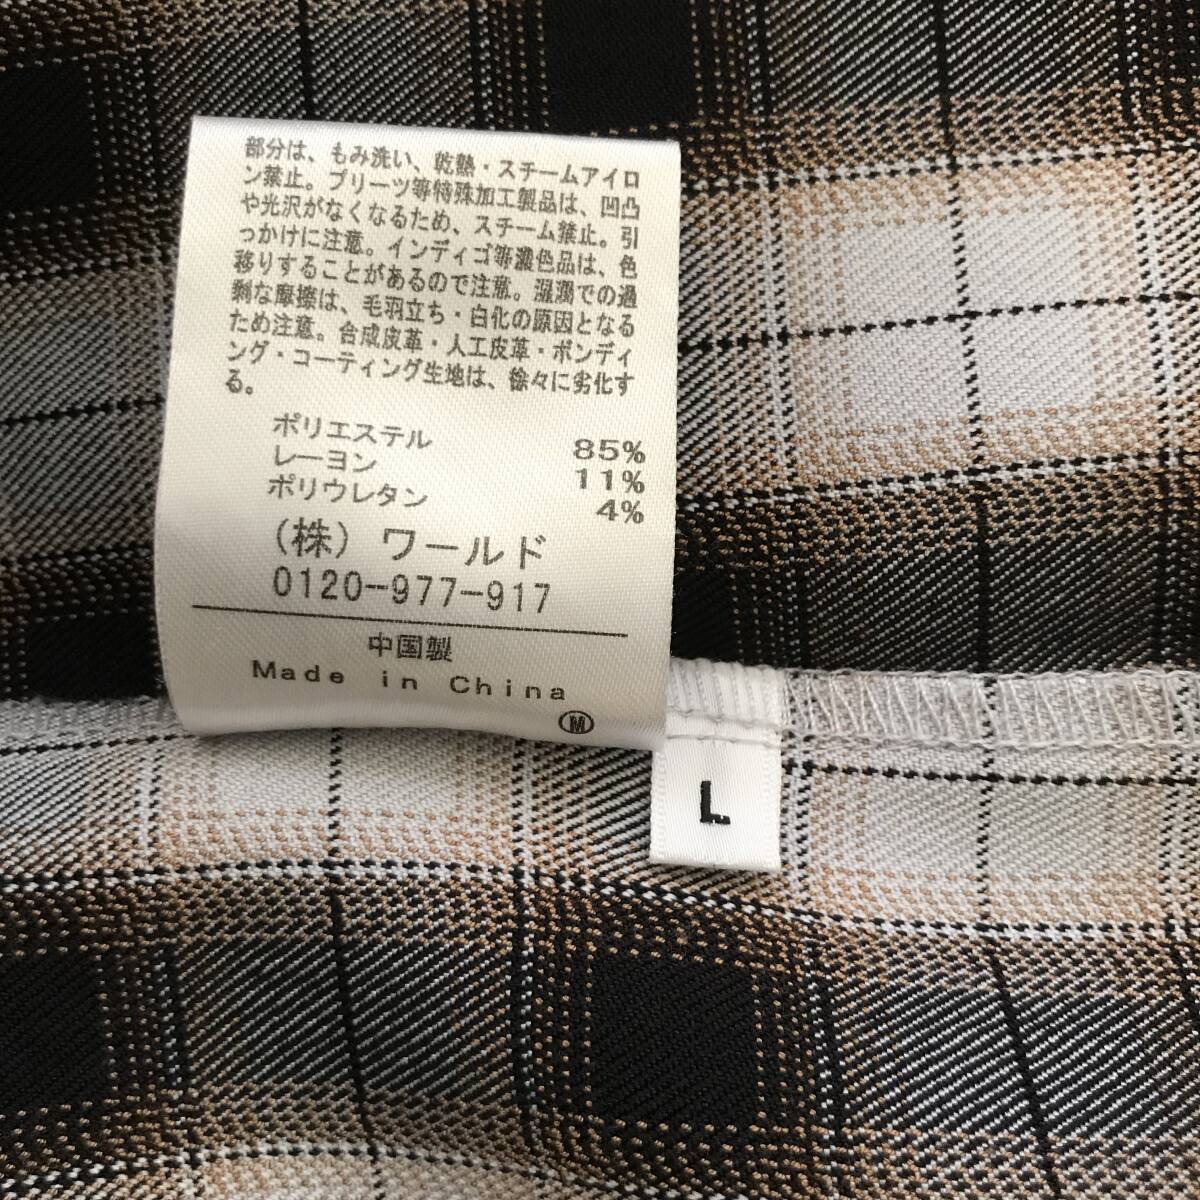 部分は、もみ洗い、乾熱・スチームアイロ
ン禁止。プリーツ等特殊加工製品は、凹凸
や光沢がなくなるため、スチーム禁止。引
っかけに注意。インディゴ等濃色品は、色
移りすることがあるので注意。湿潤での過
剰な摩擦は、毛羽立ち・白化の原因となる
ため注意。合成皮革・人工皮革・ボンディ
ング・コーティング生地は、徐々に劣化す
る。
ポリエステル 85%
レーヨン 11%
ポリウレタン 4%
(株) ワールド
0120-977-917
中国製
Made in China
Ⓜ
L